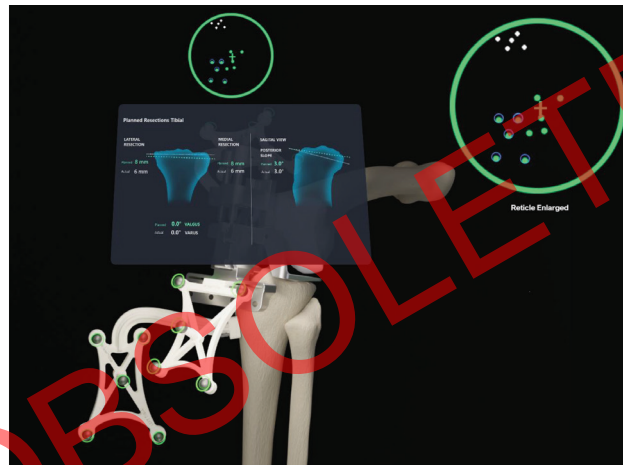 Planned Resections Tibial
LATERAL
RESECTION
Planned 8 mm
Actual 6 mm
MEDIAL
RESECTION
Planned 8 mm
Actual 6 mm
SAGITTAL VIEW
POSTERIOR
SLOPE
Planned 3.0°
Actual 3.0°
Planned 0.0° VALGUS
Actual 0.0° VARUS
Reticle Enlarged
OBSOLETE